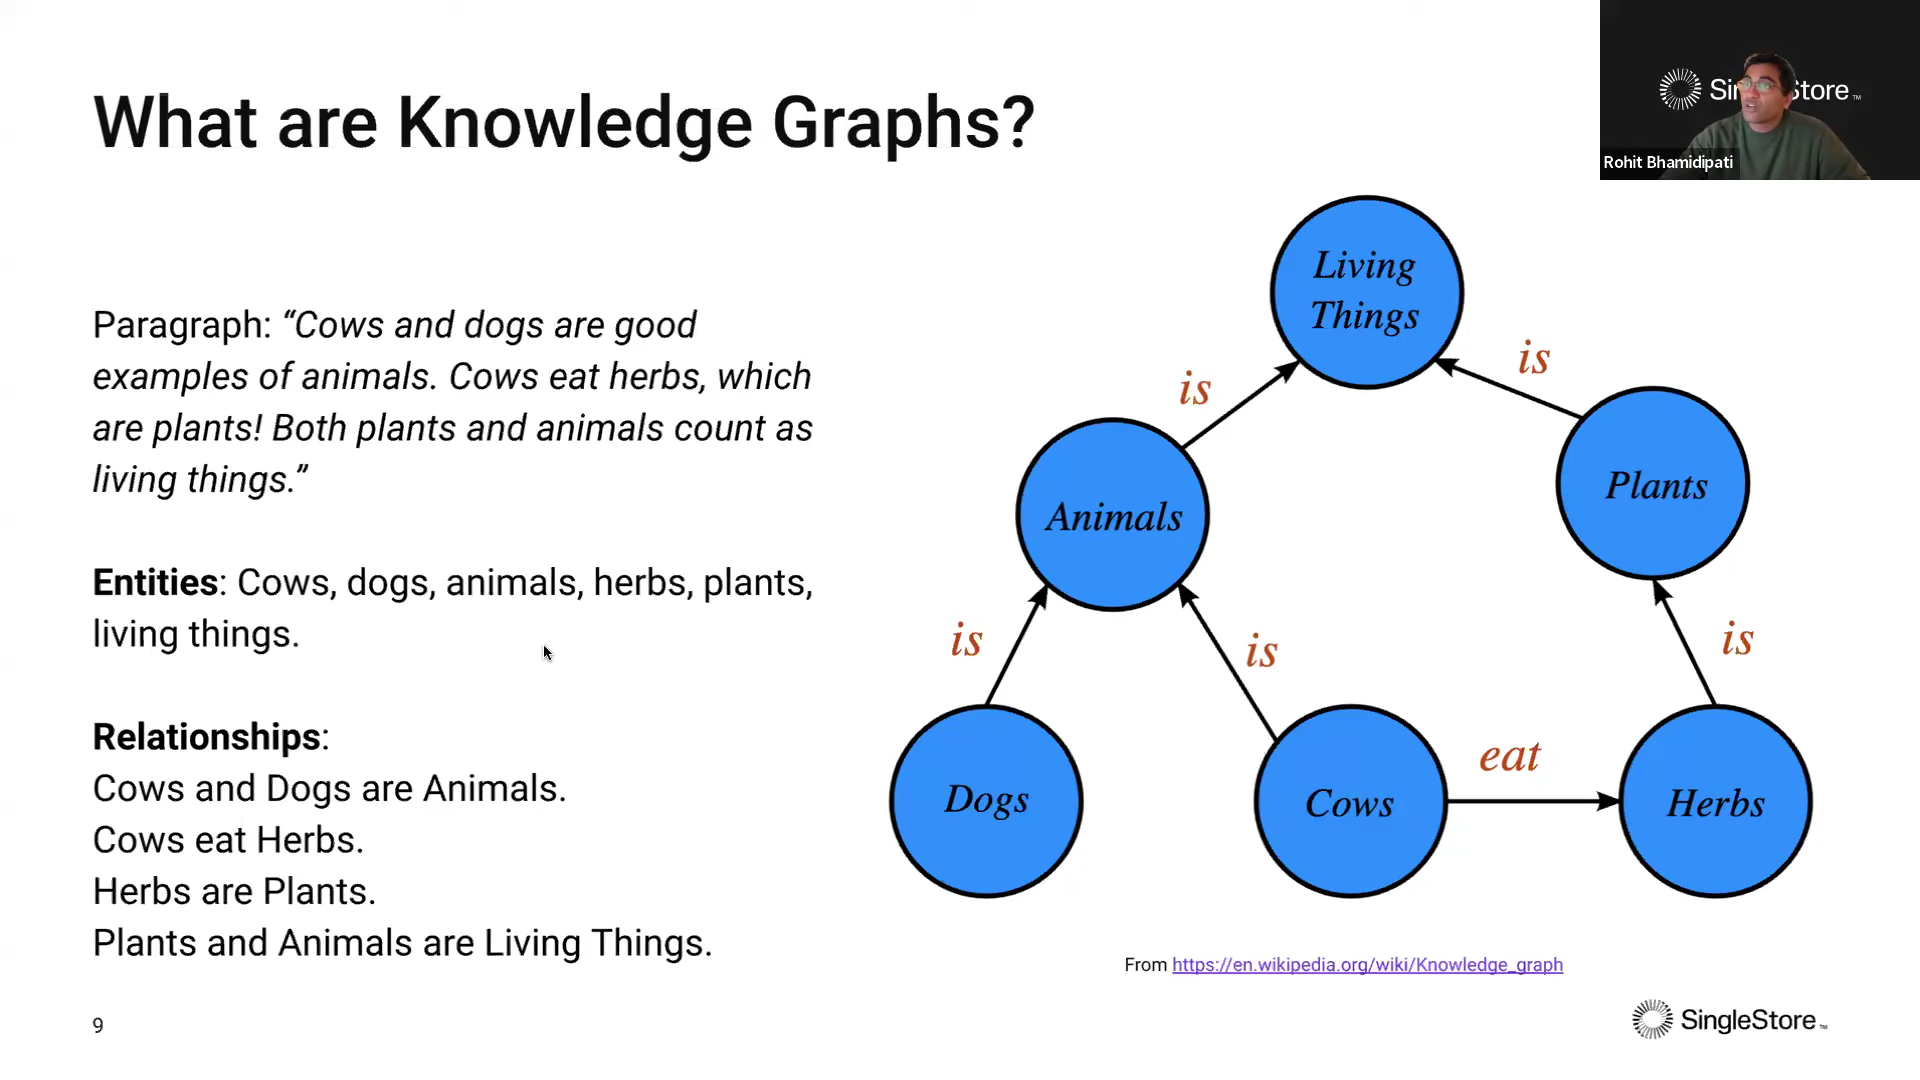 What are Knowledge Graphs?
Paragraph: “Cows and dogs are good
examples of animals. Cows eat herbs, which
are plants! Both plants and animals count as
living things.”
Entities: Cows, dogs, animals, herbs, plants,
living things.
Relationships:
Cows and Dogs are Animals.
Cows eat Herbs.
Herbs are Plants.
Plants and Animals are Living Things.
9
Rohit Bhamidipati
Living
Things
is
is
Animals
Plants
is
is
is
Dogs
Cows
eat
Herbs
From https://en.wikipedia.org/wiki/Knowledge_graph
SingleStore™